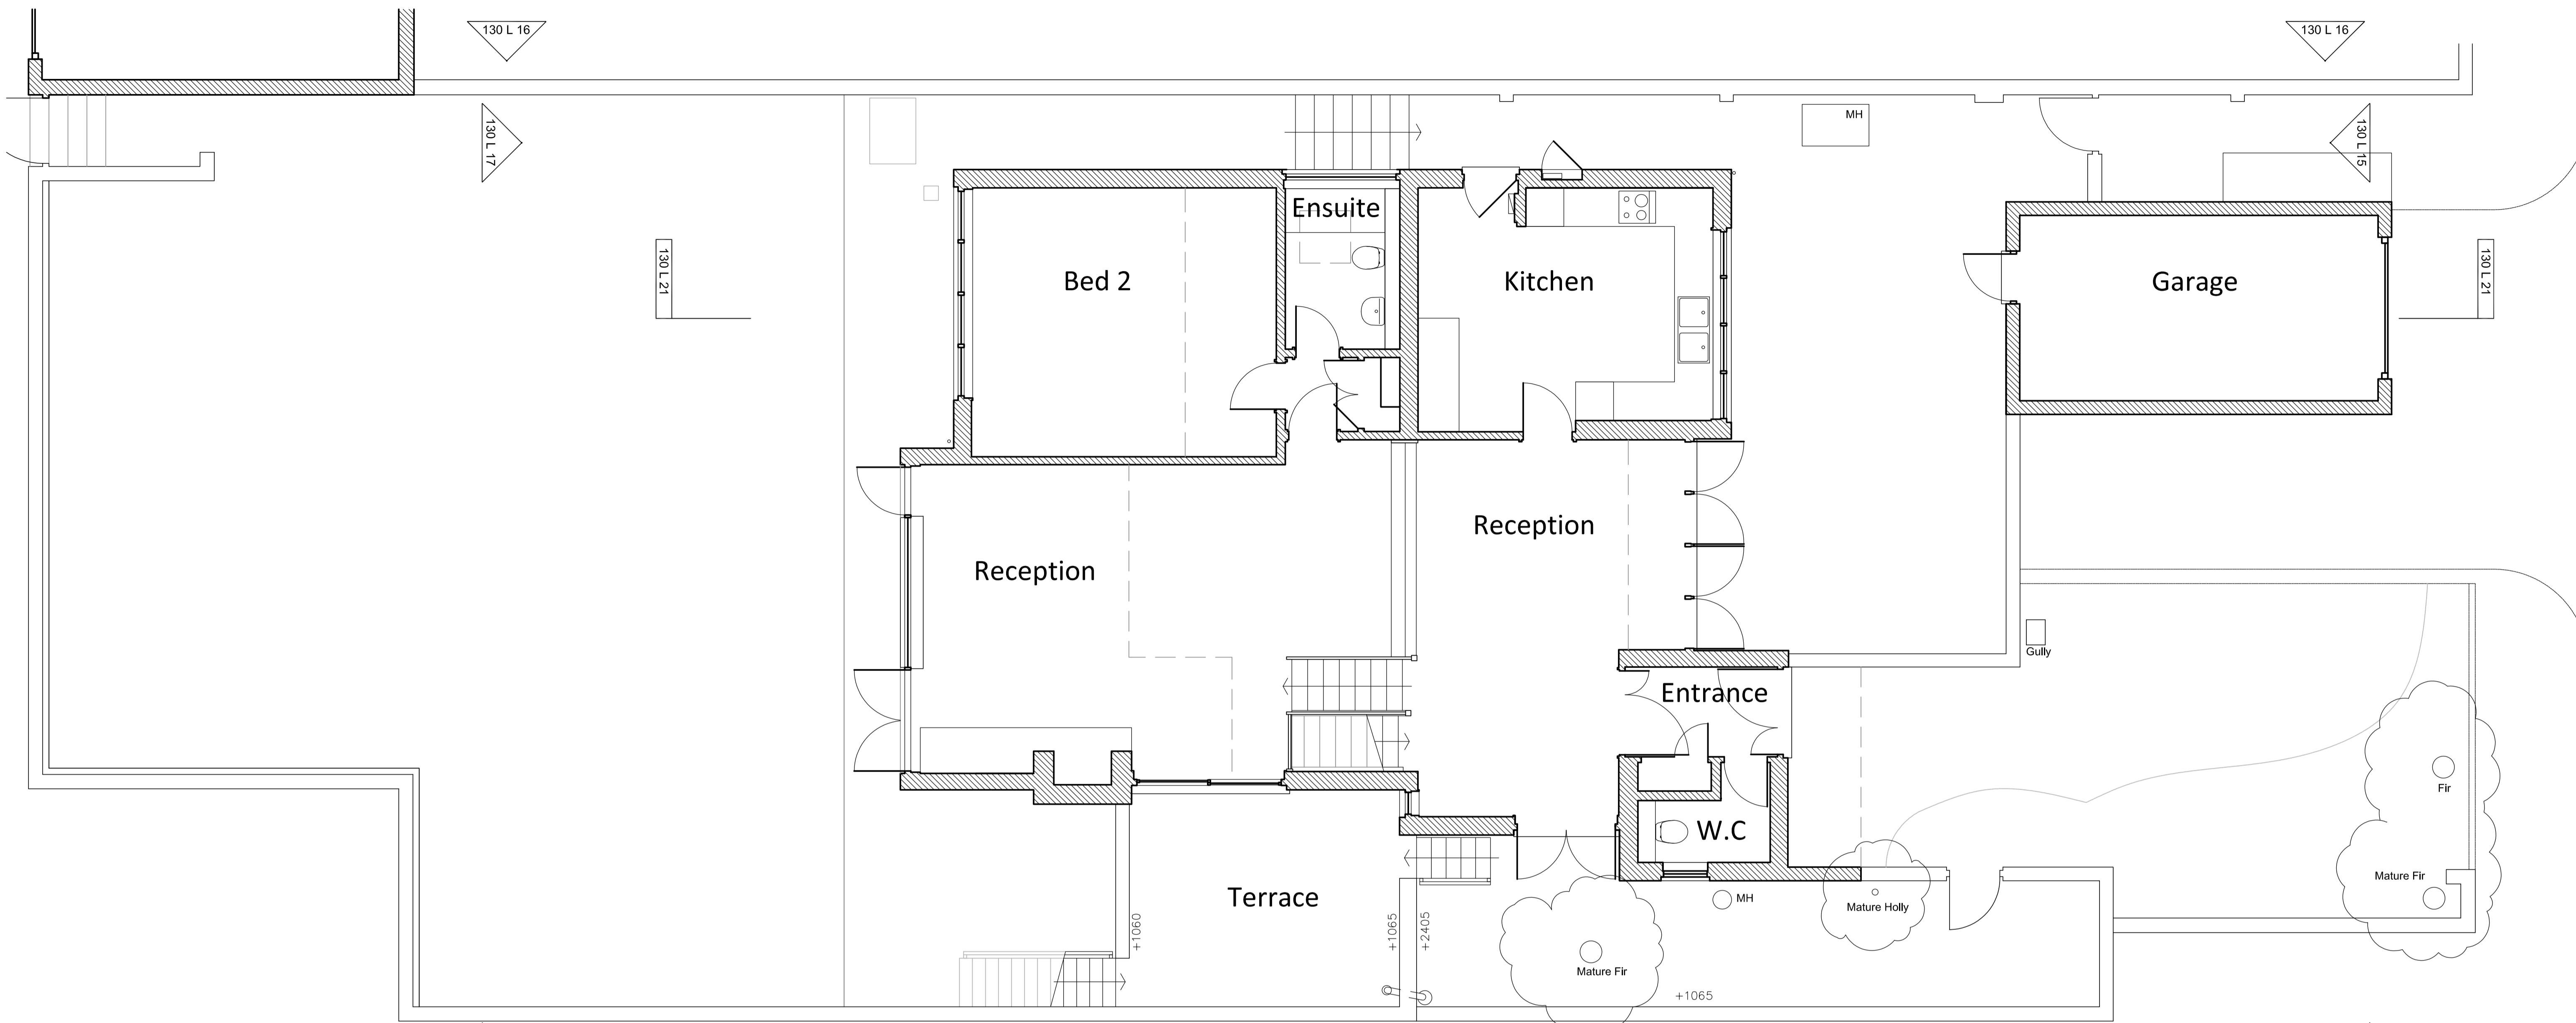 130 L 16
130 L 16
130 L 17
MH
130 L 15
Ensuite
130 L 21
Bed 2
Kitchen
Garage
130 L 21
Reception
Reception
Gully
Entrance
Fir
W.C
Mature Fir
Terrace
MH
Mature Holly
+1060
+1065
+2405
Mature Fir
+1065